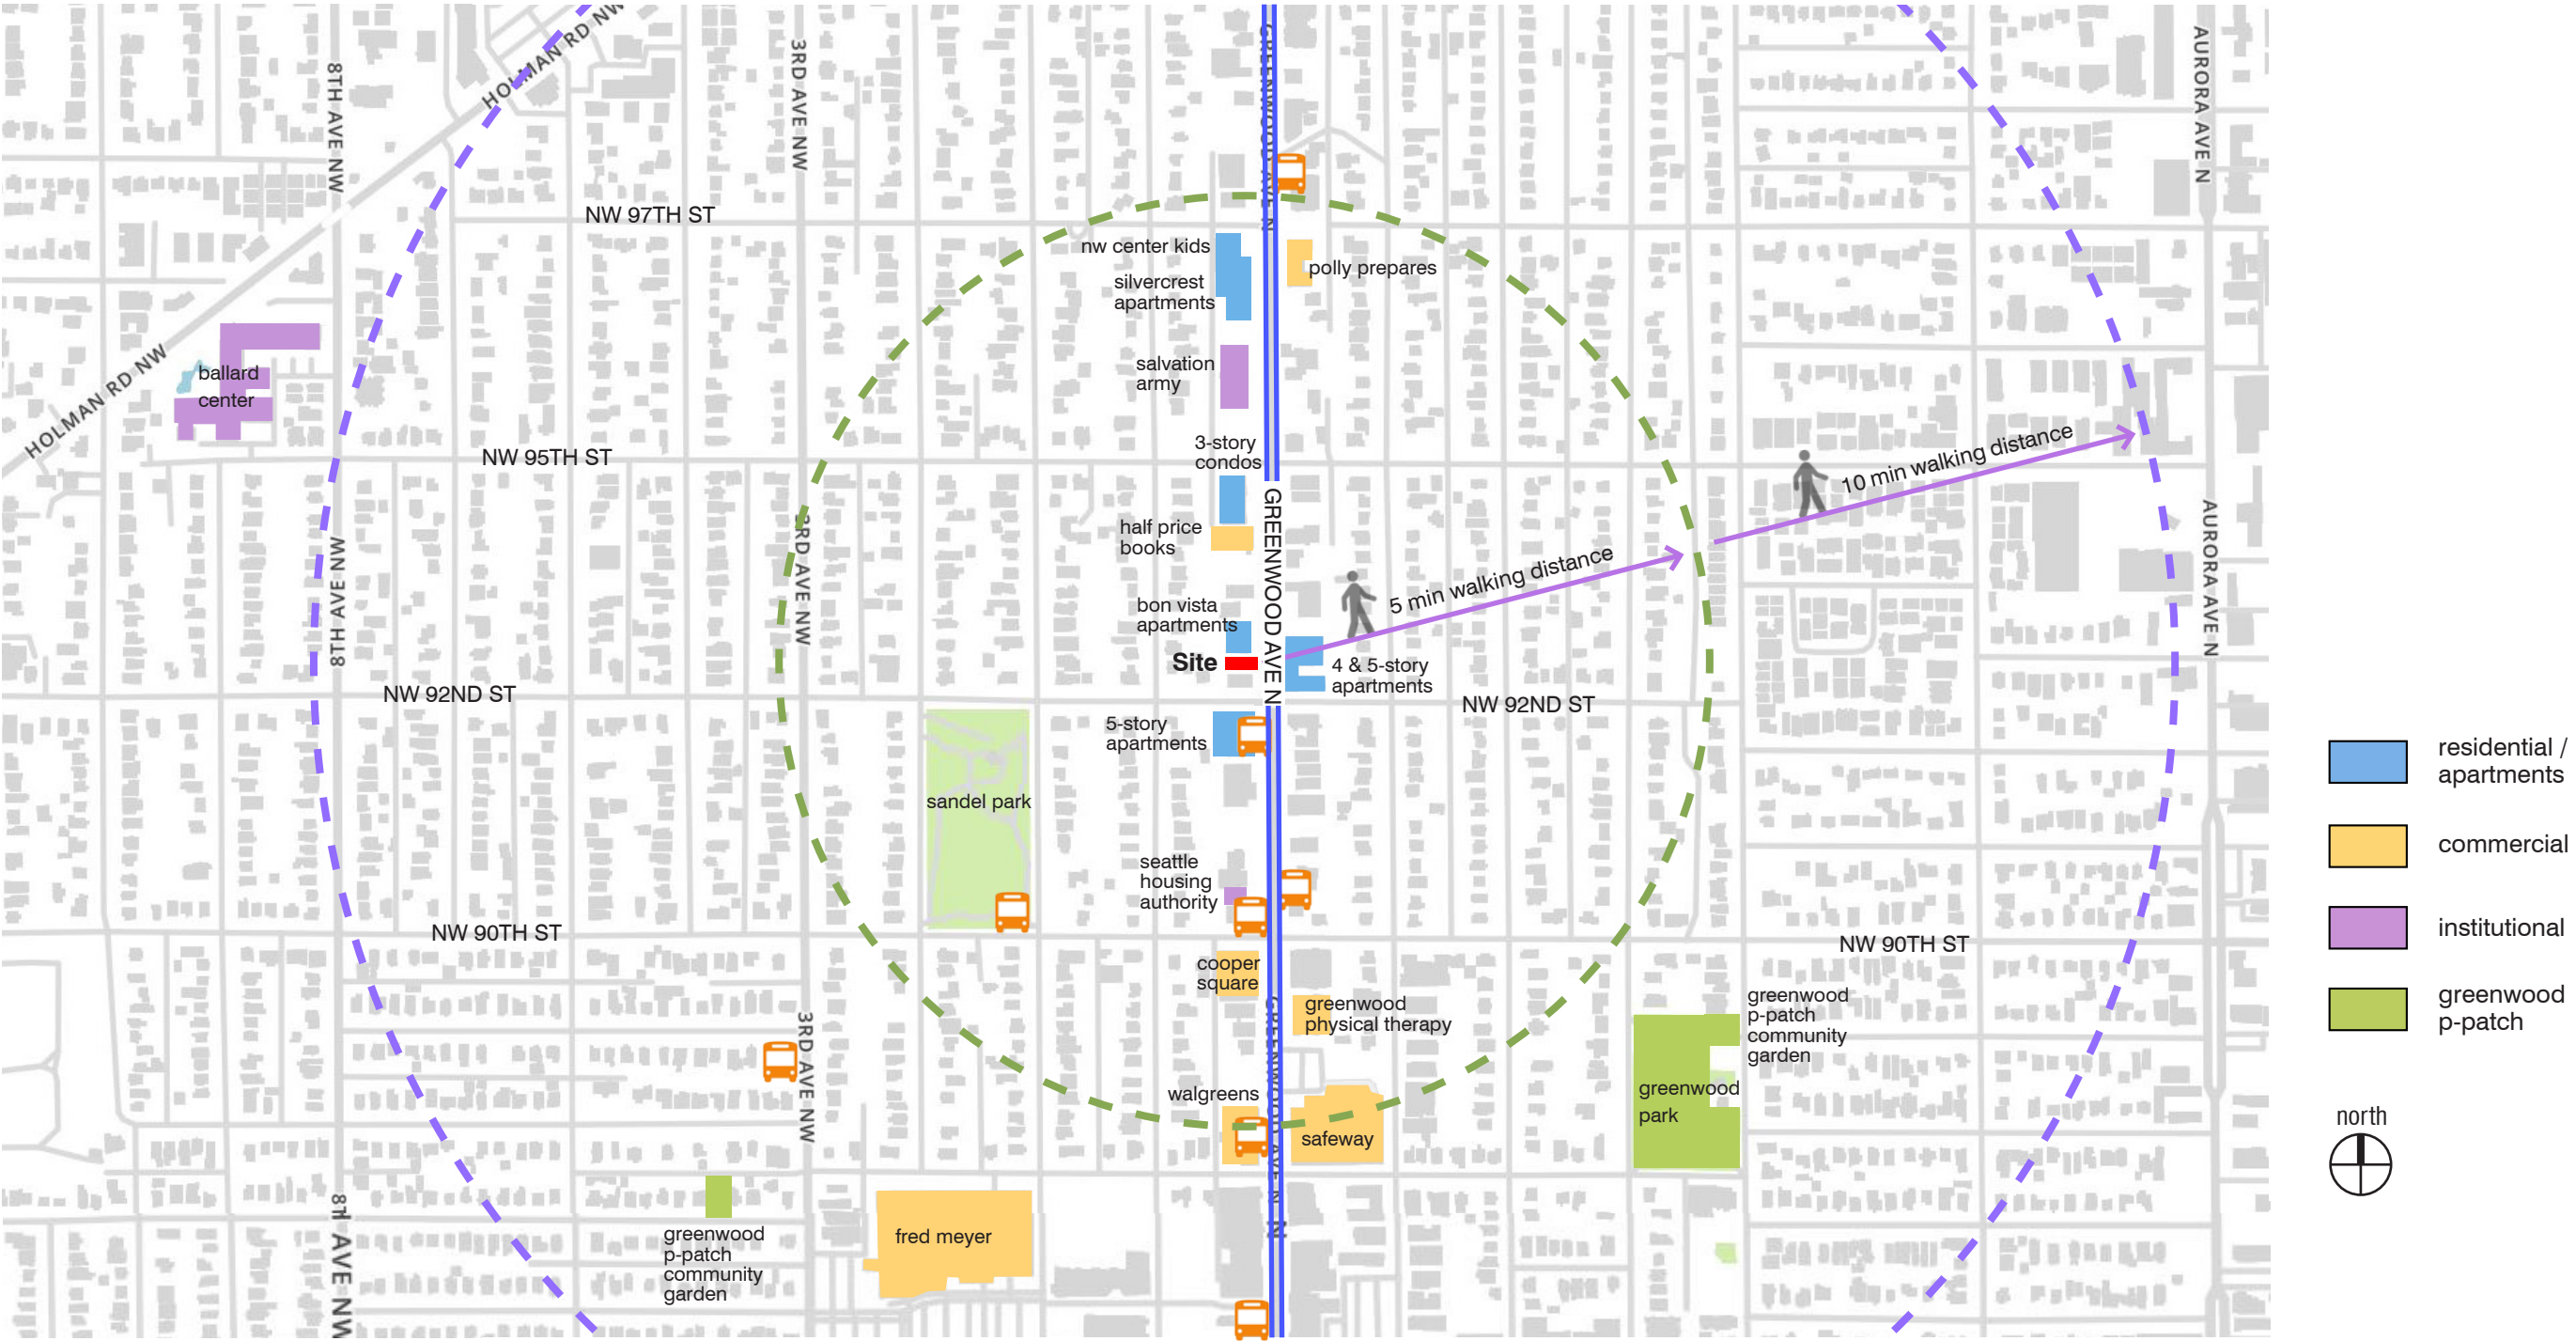 HOLMAN RD NW
8TH AVE NW
3RD AVE NW
GREENWOOD AVE N
AURORA AVE N
NW 97TH ST
nw center kids
silvercrest
apartments
polly prepares
salvation
army
HOLMAN RD NW
ballard
center
3-story
condos
NW 95TH ST
10 min walking distance
half price
books
GREENWOOD AVE N
5 min walking distance
3RD AVE NW
8TH AVE NW
AURORA AVE N
bon vista
apartments
Site
4 & 5-story
apartments
NW 92ND ST
NW 92ND ST
5-story
apartments
sandel park
seattle
housing
authority
NW 90TH ST
NW 90TH ST
cooper
square
greenwood
physical therapy
GREENWOOD AVE N
3RD AVE NW
greenwood
p-patch
community
garden
greenwood
park
walgreens
safeway
8TH AVE NW
greenwood
p-patch
community
garden
fred meyer
residential /
apartments
commercial
institutional
greenwood
p-patch
north